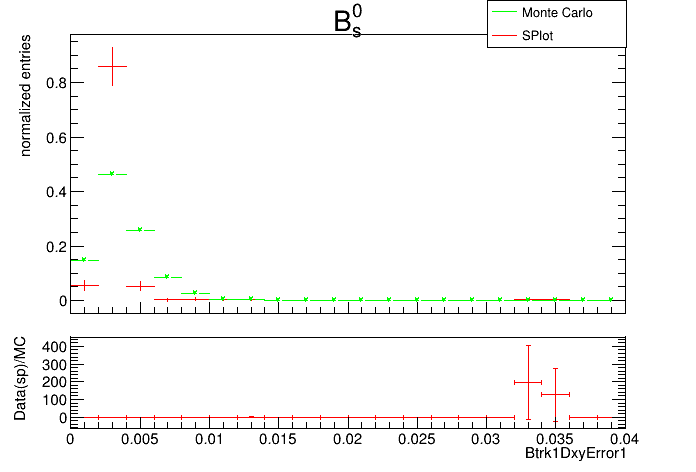 B⁰ₛ
Monte Carlo
SPlot
normalized entries
0.8
0.6
0.4
0.2
0
Data(sp)/MC
400
300
200
100
0
0 0.005 0.01 0.015 0.02 0.025 0.03 0.035 0.04
Btrk1DxyError1